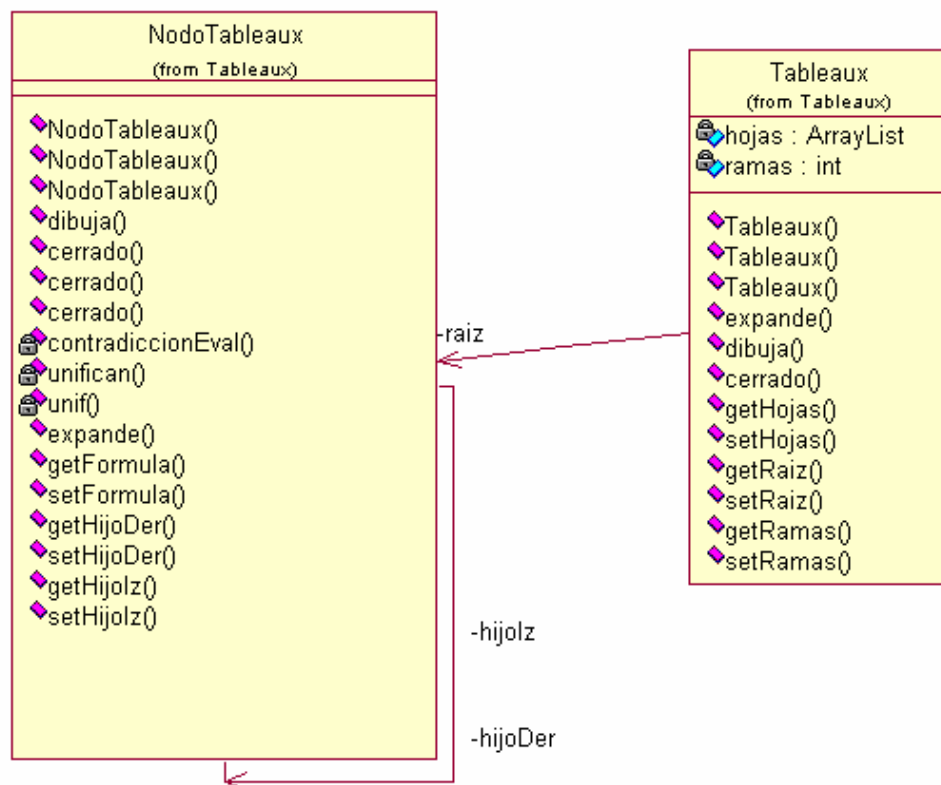 NodoTableaux
(from Tableaux)
NodoTableaux()
NodoTableaux()
NodoTableaux()
dibuja()
cerrado()
cerrado()
cerrado()
contradiccionEval()
unifican()
unif()
expande()
getFormula()
setFormula()
getHijoDer()
setHijoDer()
getHijoIz()
setHijoIz()
-raiz
-hijoIz
-hijoDer
Tableaux
(from Tableaux)
hojas : ArrayList
ramas : int
Tableaux()
Tableaux()
Tableaux()
expande()
dibuja()
cerrado()
getHojas()
setHojas()
getRaiz()
setRaiz()
getRamas()
setRamas()